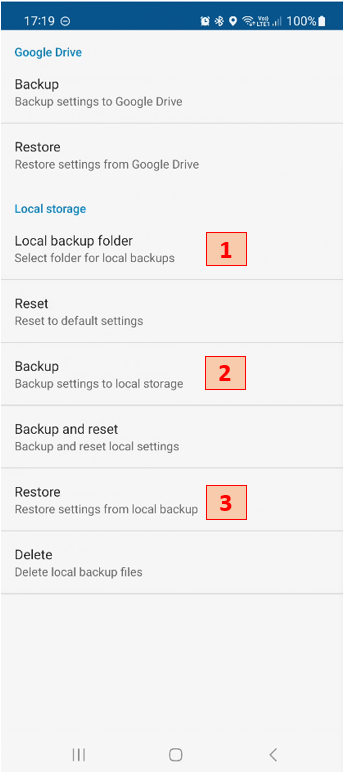 17:19 Vo) LTE1 100%
Google Drive
Backup
Backup settings to Google Drive
Restore
Restore settings from Google Drive
Local storage
Local backup folder
Select folder for local backups
1
Reset
Reset to default settings
Backup
Backup settings to local storage
2
Backup and reset
Backup and reset local settings
Restore
Restore settings from local backup
3
Delete
Delete local backup files